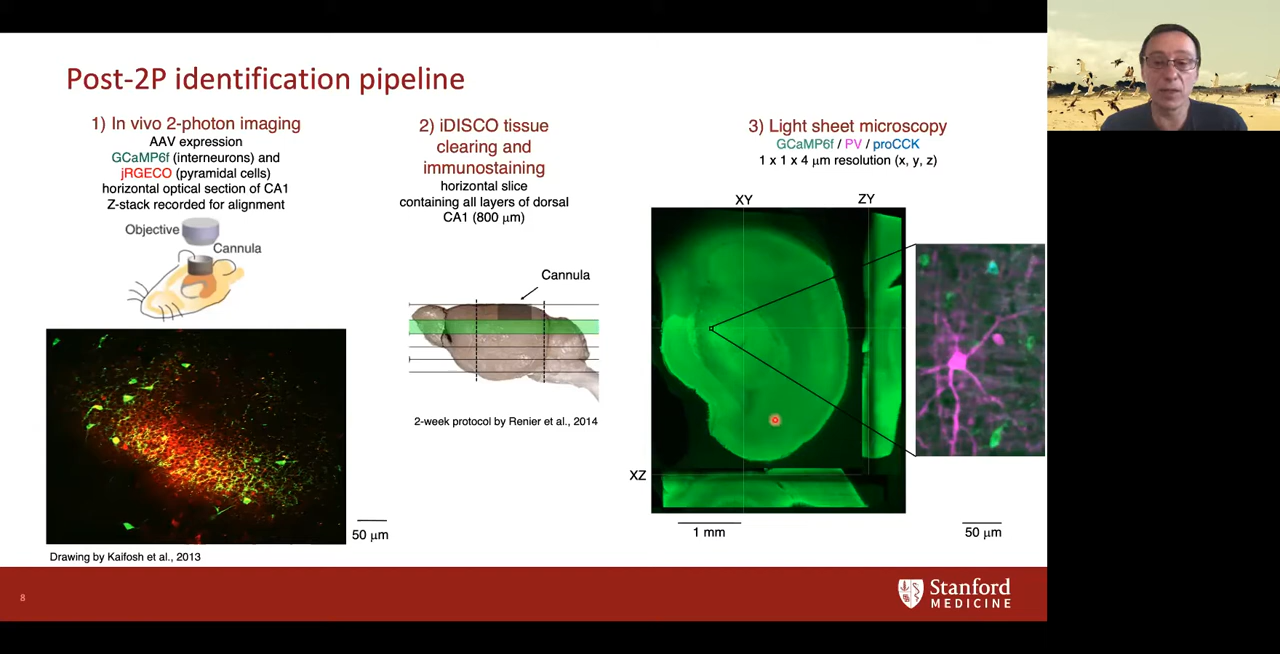 Post-2P identification pipeline
1) In vivo 2-photon imaging
AAV expression
GCaMP6f (interneurons) and
jRGECO (pyramidal cells)
horizontal optical section of CA1
Z-stack recorded for alignment
Objective
Cannula
50 μm
Drawing by Kaifosh et al., 2013
2) iDISCO tissue
clearing and
immunostaining
horizontal slice
containing all layers of dorsal
CA1 (800 μm)
Cannula
2-week protocol by Renier et al., 2014
3) Light sheet microscopy
GCaMP6f / PV / proCCK
1 x 1 x 4 μm resolution (x, y, z)
XY
ZY
XZ
1 mm
50 μm
8
Stanford
MEDICINE